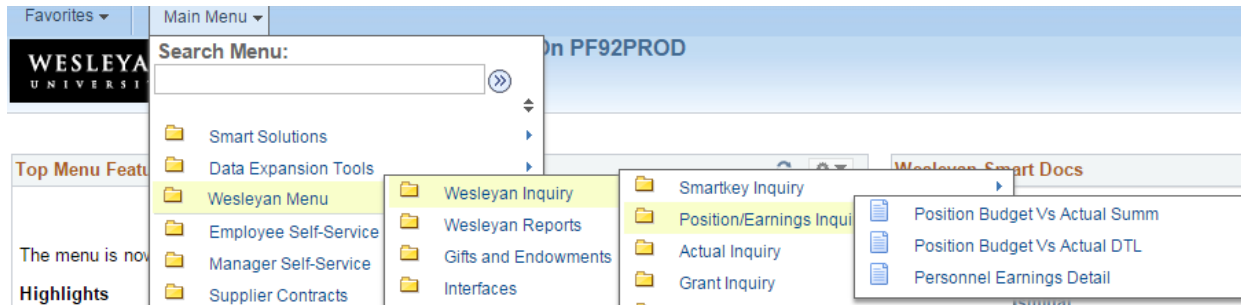 Favorites
Main Menu
WESLEYA
UNIVERSI
Search Menu:
On PF92PROD
Smart Solutions
Data Expansion Tools
Wesleyan Menu
Employee Self-Service
Manager Self-Service
Supplier Contracts
Wesleyan Inquiry
Wesleyan Reports
Gifts and Endowments
Interfaces
Smartkey Inquiry
Position/Earnings Inqui
Actual Inquiry
Grant Inquiry
Position Budget Vs Actual Summ
Position Budget Vs Actual DTL
Personnel Earnings Detail
Top Menu Featu
Wesleyan Smart Docs
The menu is now
Highlights